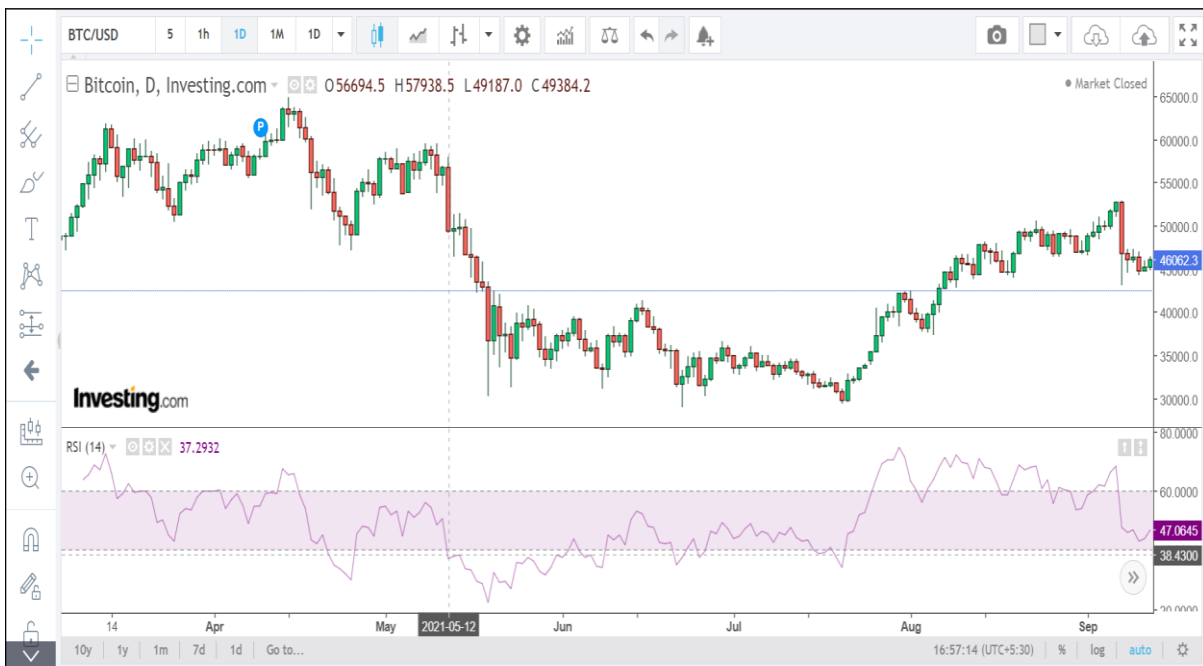 BTC/USD 5 1h 1D 1M 1D
Bitcoin, D, Investing.com O56694.5 H57938.5 L49187.0 C49384.2
Market Closed
65000.0
60000.0
55000.0
50000.0
46062.3
45000.0
40000.0
35000.0
30000.0
P
T
Investing.com
RSI (14) 37.2932
80.0000
60.0000
47.0645
38.4300
20.0000
14 Apr May 2021-05-12 Jun Jul Aug Sep
10y 1y 1m 7d 1d Go to... 16:57:14 (UTC+5:30) % log auto